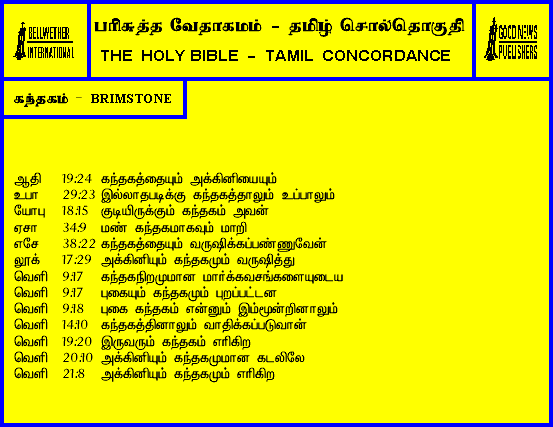 BELLWETHER
INTERNATIONAL
பரிசுத்த வேதாகமம் - தமிழ் சொல்தொகுதி
THE HOLY BIBLE - TAMIL CONCORDANCE
GOOD NEWS
PUBLISHERS
கந்தகம் - BRIMSTONE
ஆதி 19:24 கந்தகத்தையும் அக்கினியையும்
உபா 29:23 இல்லாதபடிக்கு கந்தகத்தாலும் உப்பாலும்
யோபு 18:15 குடியிருக்கும் கந்தகம் அவன்
ஏசா 34:9 மண் கந்தகமாகவும் மாறி
எசே 38:22 கந்தகத்தையும் வருஷிக்கப்பண்ணுவேன்
லூக் 17:29 அக்கினியும் கந்தகமும் வருஷித்து
வெளி 9:17 கந்தகநிறமுமான மார்க்கவசங்களையுடைய
வெளி 9:17 புகையும் கந்தகமும் புறப்பட்டன
வெளி 9:18 புகை கந்தகம் என்னும் இம்மூன்றினாலும்
வெளி 14:10 கந்தகத்தினாலும் வாதிக்கப்படுவான்
வெளி 19:20 இருவரும் கந்தகம் எரிகிற
வெளி 20:10 அக்கினியும் கந்தகமுமான கடலிலே
வெளி 21:8 அக்கினியும் கந்தகமும் எரிகிற